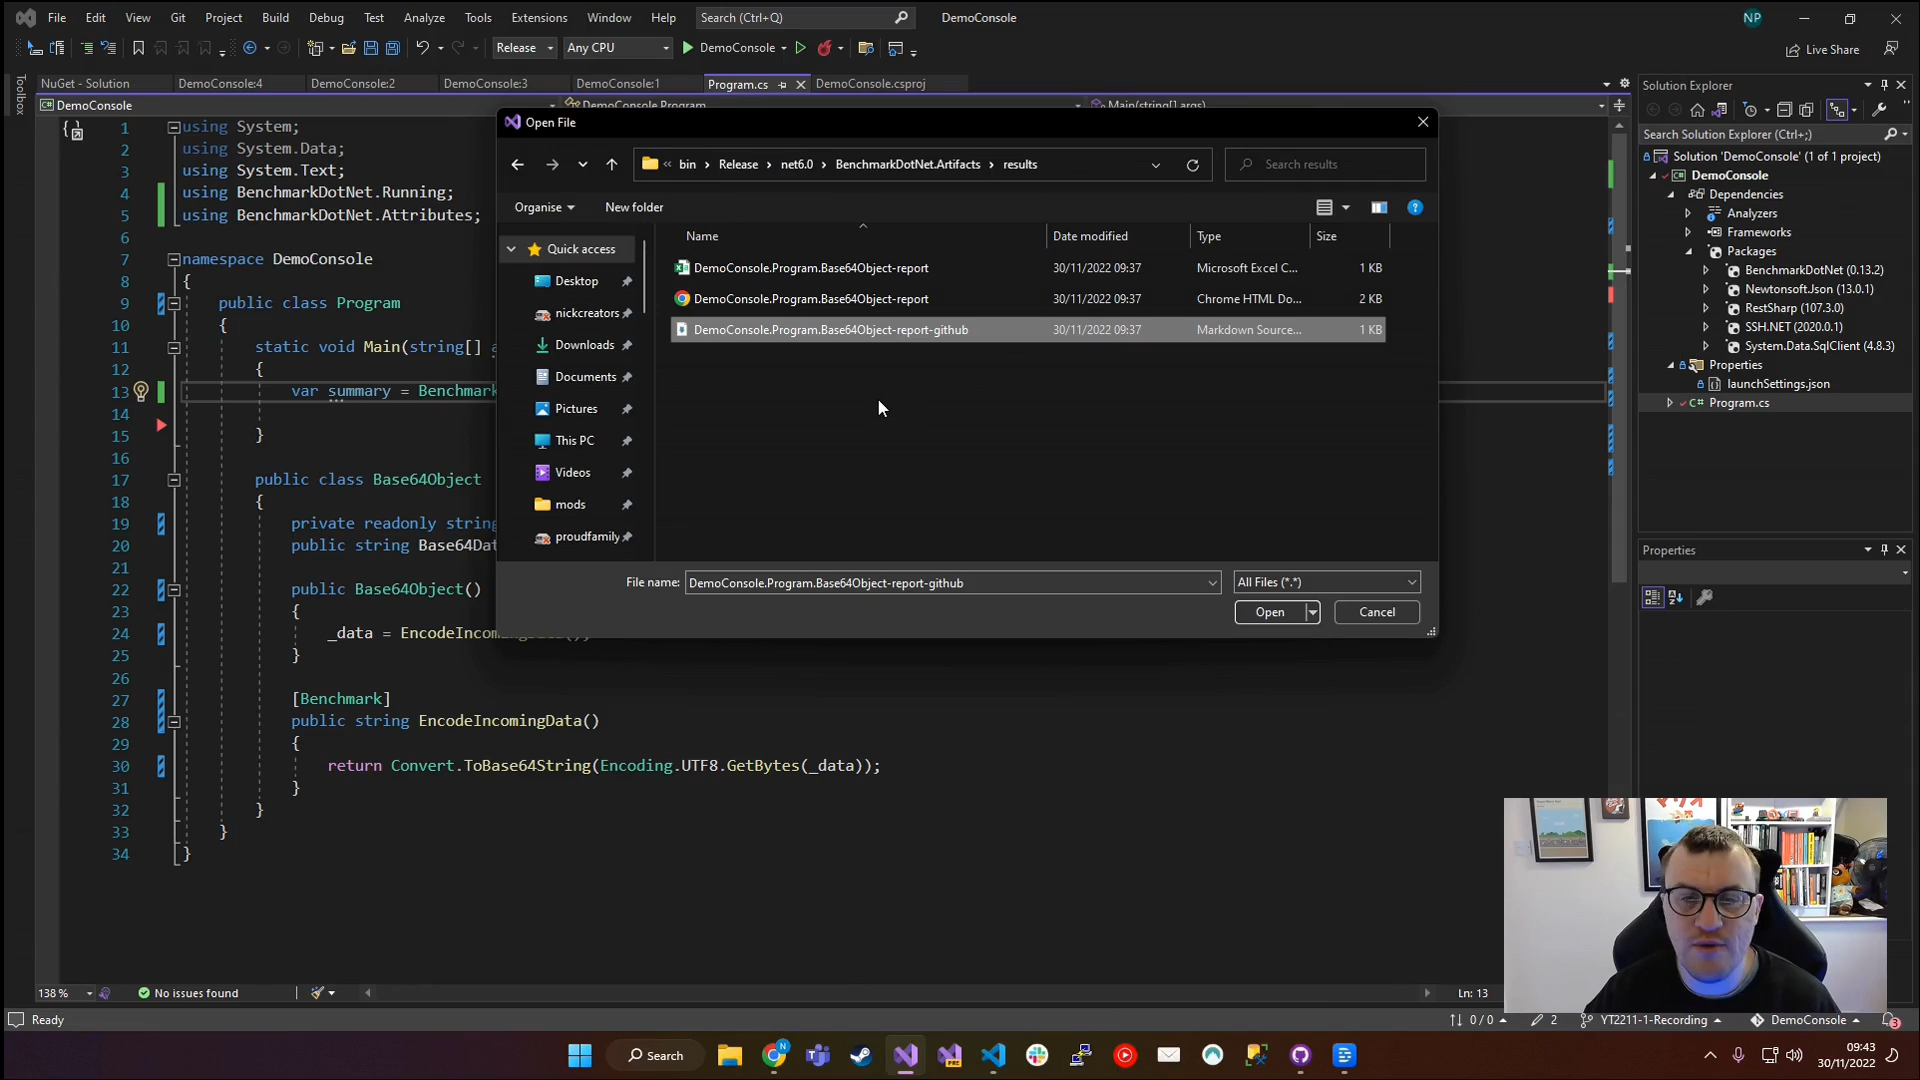 File Edit View Git Project Build Debug Test Analyze Tools Extensions Window Help Search (Ctrl+Q) DemoConsole NP
Release Any CPU DemoConsole Live Share
Toolbox
NuGet - Solution DemoConsole:4 DemoConsole:2 DemoConsole:3 DemoConsole:1 Program.cs DemoConsole.csproj
DemoConsole DemoConsole.Program Main(string[] args)
1 using System;
2 using System.Data;
3 using System.Text;
4 using BenchmarkDotNet.Running;
5 using BenchmarkDotNet.Attributes;
6
7 namespace DemoConsole
8 {
9 public class Program
10 {
11 static void Main(string[]
12 {
13 var summary = Benchmark
14
15 }
16
17 public class Base64Object
18 {
19 private readonly string
20 public string Base64Dat
21
22 public Base64Object()
23 {
24 _data = EncodeIncomingData();
25 }
26
27 [Benchmark]
28 public string EncodeIncomingData()
29 {
30 return Convert.ToBase64String(Encoding.UTF8.GetBytes(_data));
31 }
32 }
33 }
34 }
Open File
« bin › Release › net6.0 › BenchmarkDotNet.Artifacts › results
Search results
Organise New folder
Quick access
Desktop
nickcreators
Downloads
Documents
Pictures
This PC
Videos
mods
proudfamily
Name Date modified Type Size
DemoConsole.Program.Base64Object-report 30/11/2022 09:37 Microsoft Excel C... 1 KB
DemoConsole.Program.Base64Object-report 30/11/2022 09:37 Chrome HTML Do... 2 KB
DemoConsole.Program.Base64Object-report-github 30/11/2022 09:37 Markdown Source... 1 KB
File name: DemoConsole.Program.Base64Object-report-github All Files (*.*)
Open Cancel
Solution Explorer
Search Solution Explorer (Ctrl+;)
Solution 'DemoConsole' (1 of 1 project)
DemoConsole
Dependencies
Analyzers
Frameworks
Packages
BenchmarkDotNet (0.13.2)
Newtonsoft.Json (13.0.1)
RestSharp (107.3.0)
SSH.NET (2020.0.1)
System.Data.SqlClient (4.8.3)
Properties
launchSettings.json
C# Program.cs
Properties
138 % No issues found Ln: 13
Ready 0 / 0 2 YT2211-1-Recording DemoConsole 3
Search
09:43
30/11/2022